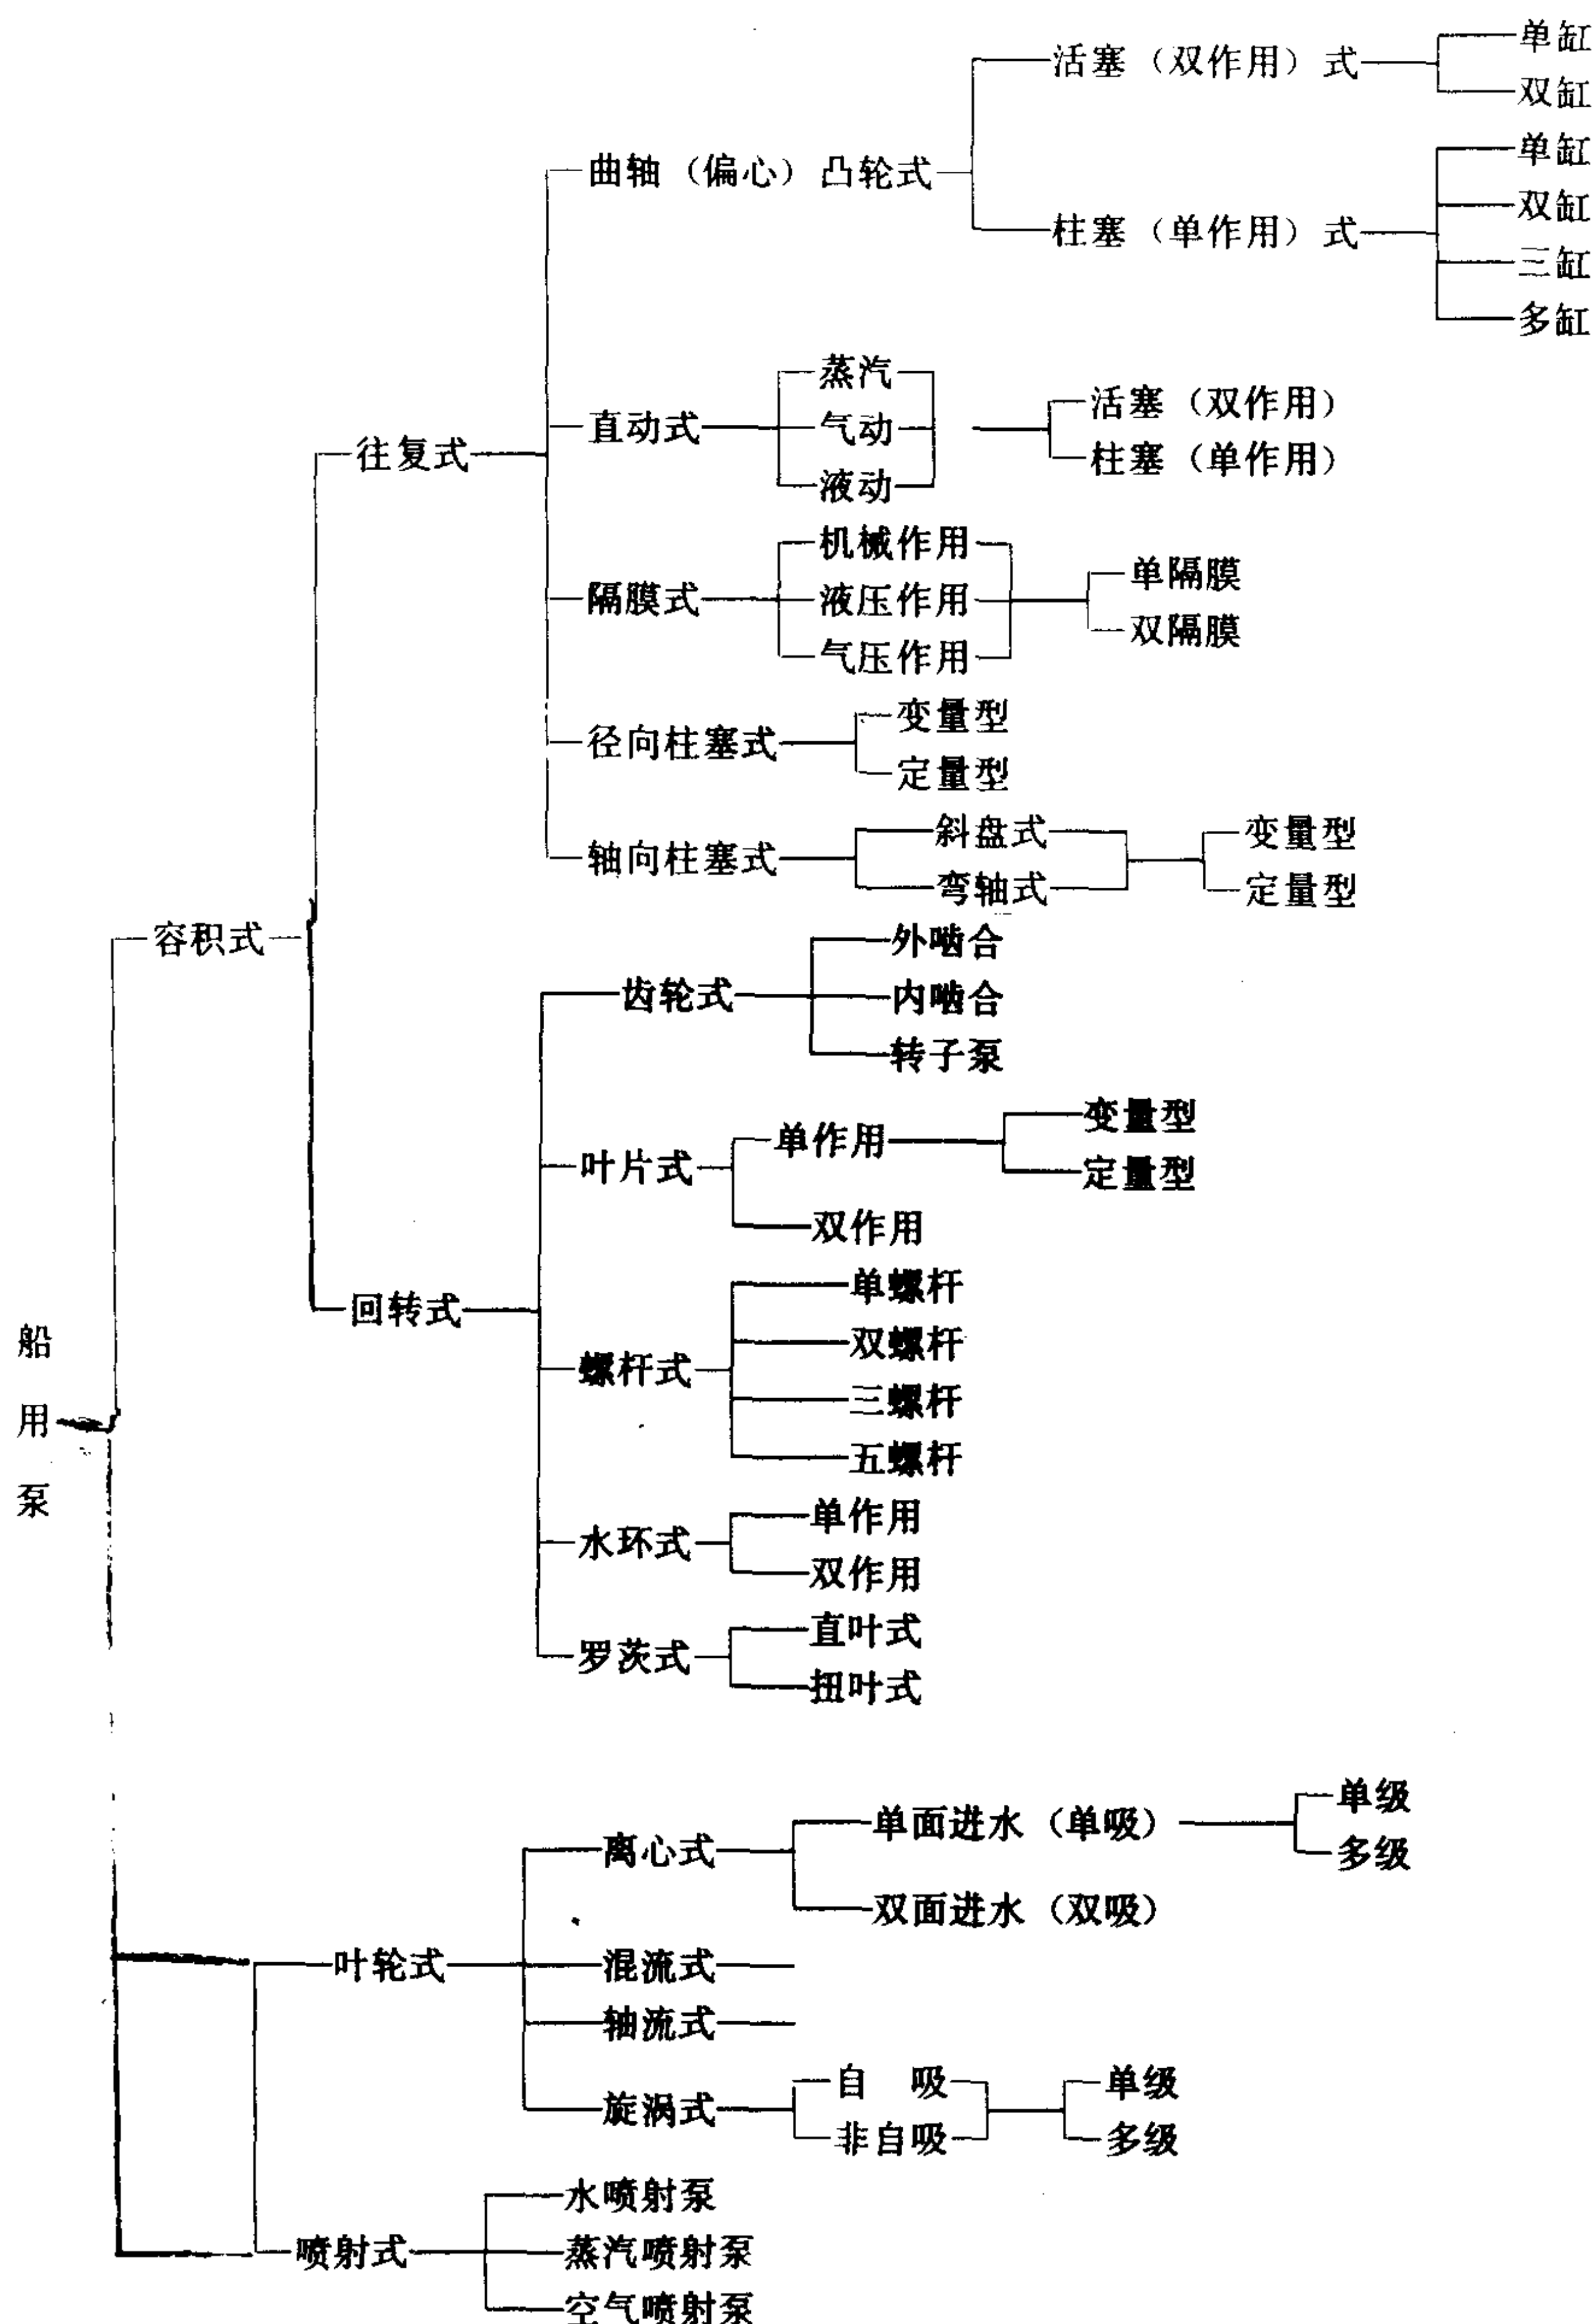 船用泵
容积式
往复式
曲轴（偏心）凸轮式
活塞（双作用）式
单缸
双缸
柱塞（单作用）式
单缸
双缸
三缸
多缸
直动式
蒸汽
气动
液动
活塞（双作用）
柱塞（单作用）
隔膜式
机械作用
液压作用
气压作用
单隔膜
双隔膜
径向柱塞式
变量型
定量型
轴向柱塞式
斜盘式
弯轴式
变量型
定量型
回转式
齿轮式
外啮合
内啮合
转子泵
叶片式
单作用
变量型
定量型
双作用
螺杆式
单螺杆
双螺杆
三螺杆
五螺杆
水环式
单作用
双作用
罗茨式
直叶式
扭叶式
叶轮式
离心式
单面进水（单吸）
单级
多级
双面进水（双吸）
混流式
轴流式
旋涡式
自 吸
非自吸
单级
多级
喷射式
水喷射泵
蒸汽喷射泵
空气喷射泵